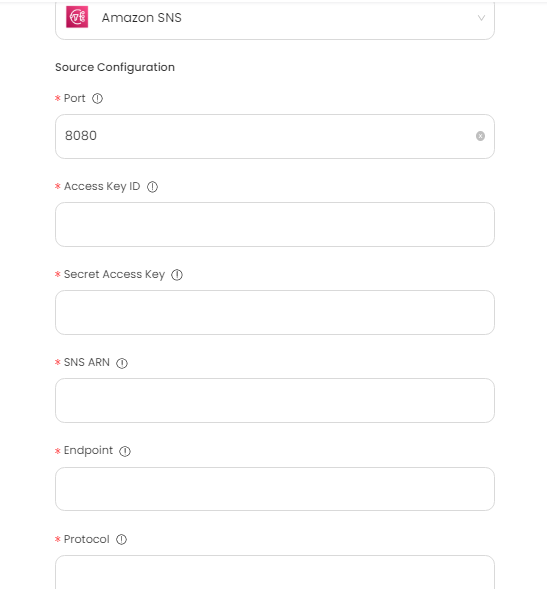 Amazon SNS
Source Configuration
* Port
8080
* Access Key ID
* Secret Access Key
* SNS ARN
* Endpoint
* Protocol